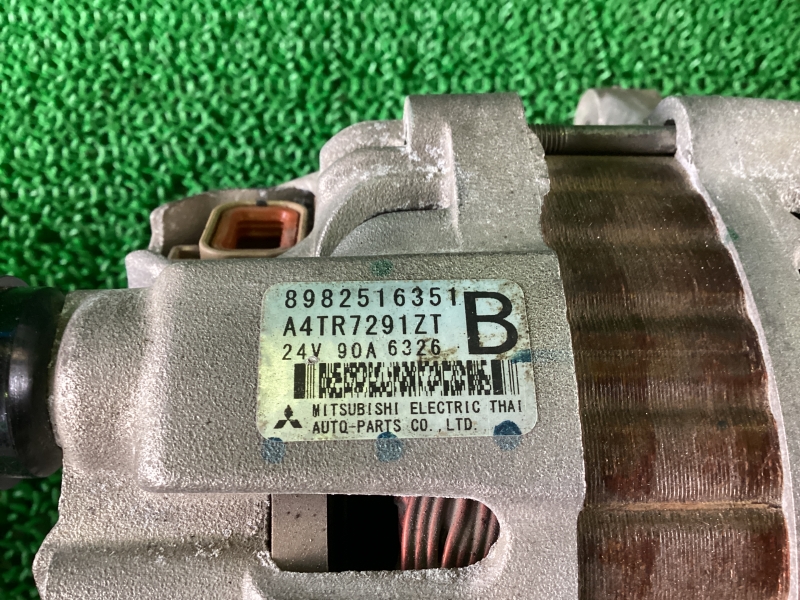 8982516351
B
A4TR7291ZT
24V 90A 6326
MITSUBISHI ELECTRIC THAI
AUTO-PARTS CO.,LTD.